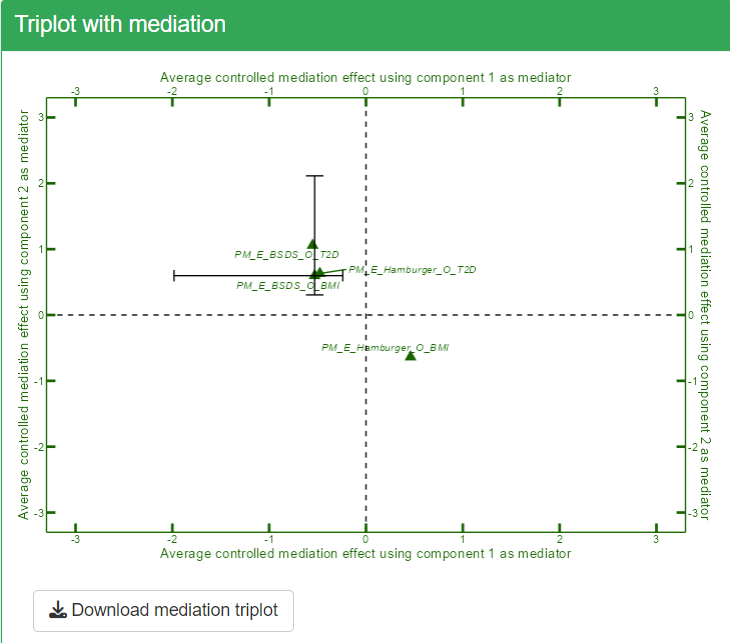 Triplot with mediation
Average controlled mediation effect using component 1 as mediator
-3 -2 -1 0 1 2 3
Average controlled mediation effect using component 2 as mediator
3
2
1
0
-1
-2
-3
PM_E_BSDS_O_T2D
PM_E_Hamburger_O_T2D
PM_E_BSDS_O_BMI
PM_E_Hamburger_O_BMI
3
2
1
0
-1
-2
-3
Average controlled mediation effect using component 2 as mediator
-3 -2 -1 0 1 2 3
Average controlled mediation effect using component 1 as mediator
Download mediation triplot